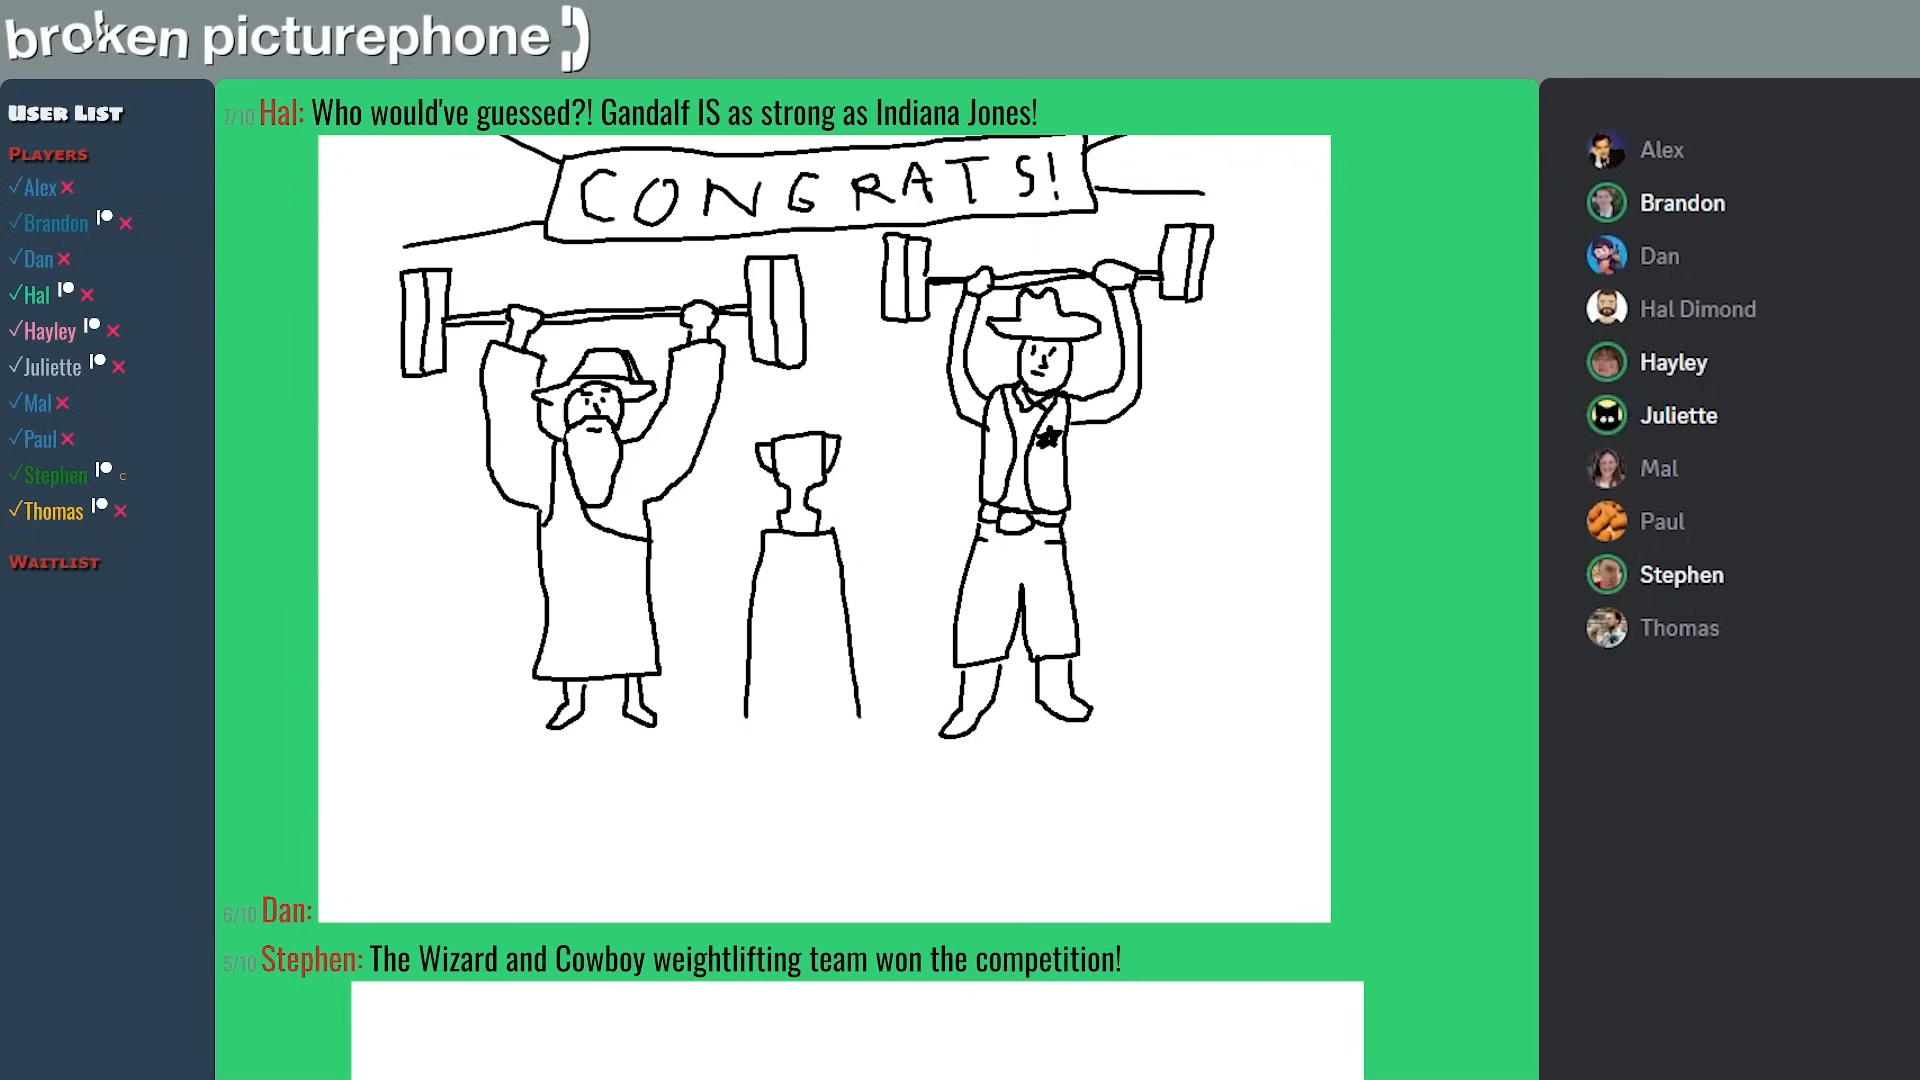 broken picturephone
USER LIST
PLAYERS
✓Alex
✓Brandon
✓Dan
✓Hal
✓Hayley
✓Juliette
✓Mal
✓Paul
✓Stephen c
✓Thomas
WAITLIST
7/10 Hal: Who would've guessed?! Gandalf IS as strong as Indiana Jones!
CONGRATS!
6/10 Dan:
5/10 Stephen: The Wizard and Cowboy weightlifting team won the competition!
Alex
Brandon
Dan
Hal Dimond
Hayley
Juliette
Mal
Paul
Stephen
Thomas